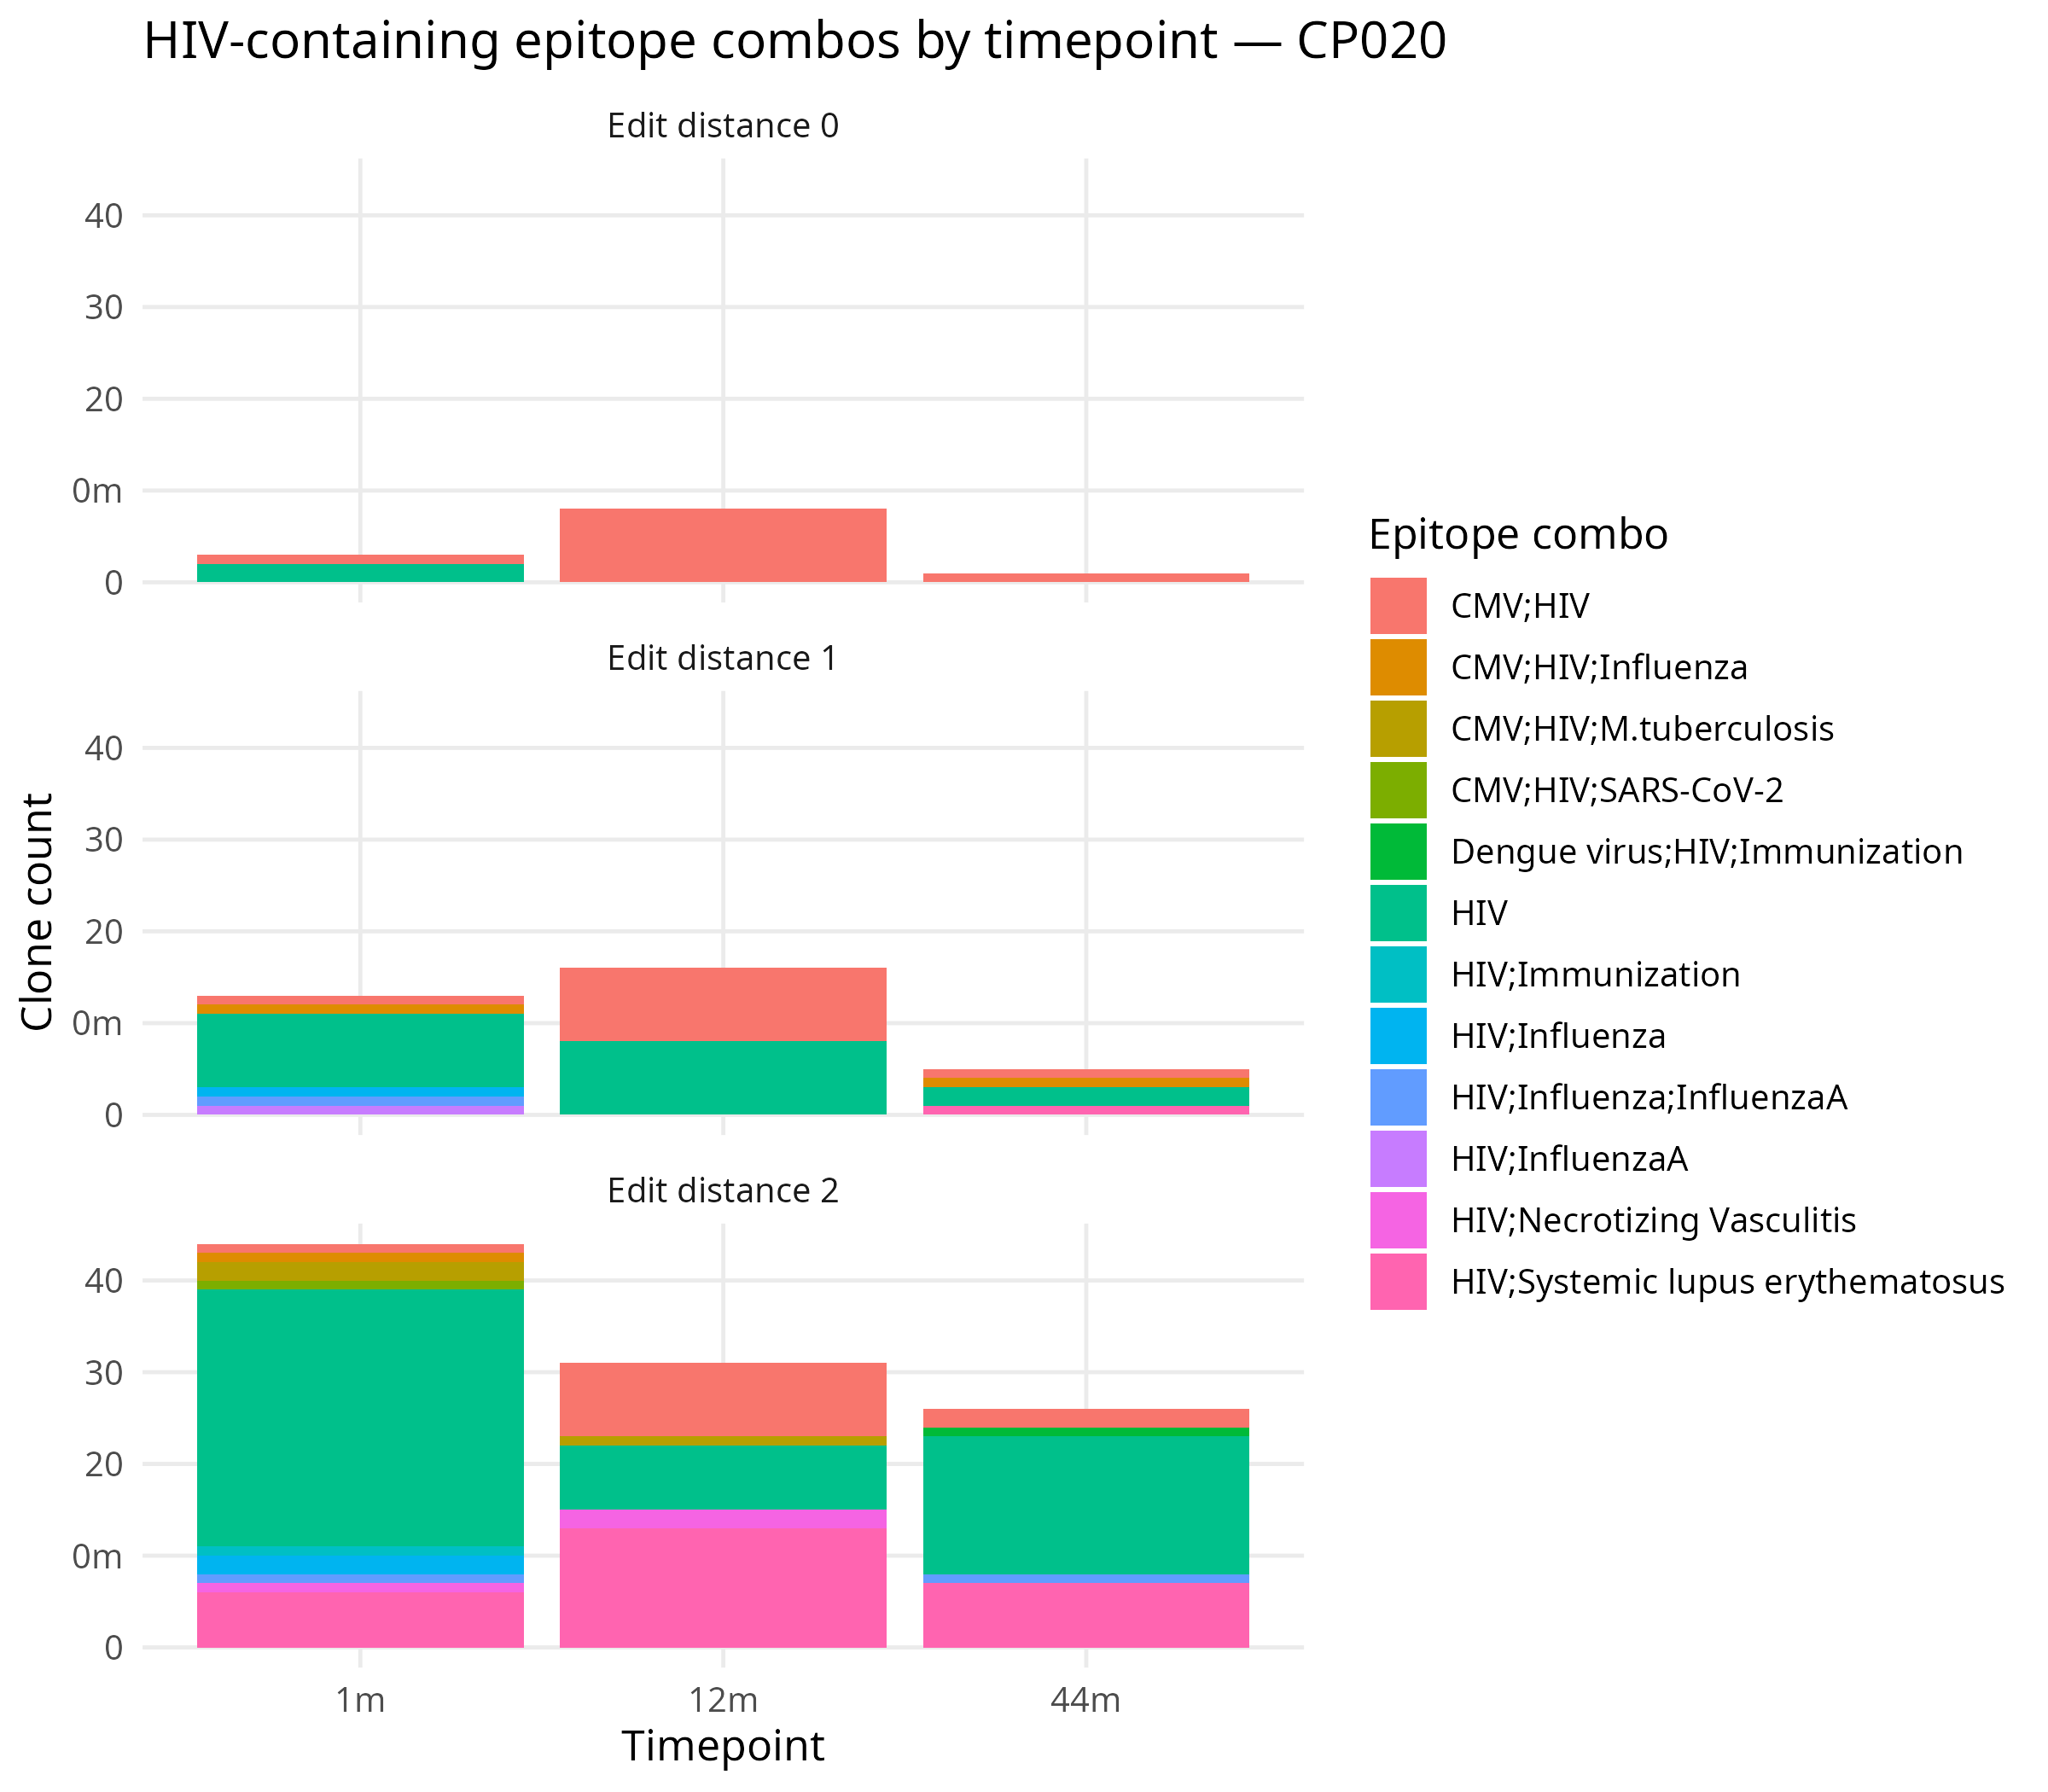 HIV-containing epitope combos by timepoint — CP020
Edit distance 0
40
30
20
0m
0
Edit distance 1
40
30
20
0m
0
Edit distance 2
40
30
20
0m
0
1m
12m
44m
Timepoint
Clone count
Epitope combo
CMV;HIV
CMV;HIV;Influenza
CMV;HIV;M.tuberculosis
CMV;HIV;SARS-CoV-2
Dengue virus;HIV;Immunization
HIV
HIV;Immunization
HIV;Influenza
HIV;Influenza;InfluenzaA
HIV;InfluenzaA
HIV;Necrotizing Vasculitis
HIV;Systemic lupus erythematosus